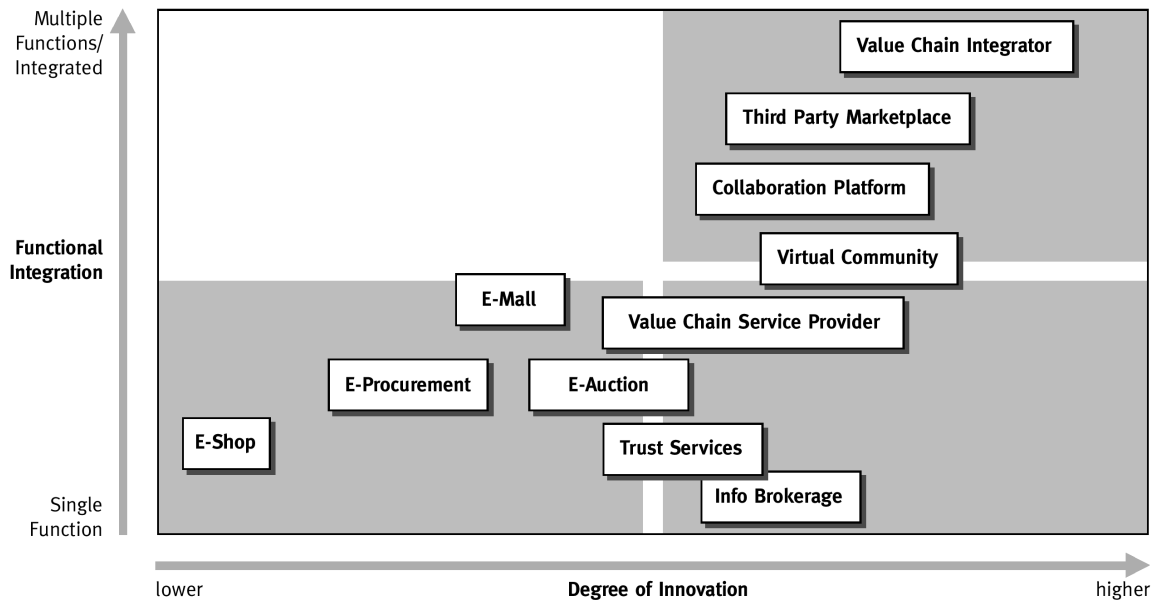 Multiple
Functions/
Integrated
Value Chain Integrator
Third Party Marketplace
Collaboration Platform
Functional
Integration
Virtual Community
E-Mall
Value Chain Service Provider
E-Procurement
E-Auction
E-Shop
Trust Services
Info Brokerage
Single
Function
lower
Degree of Innovation
higher